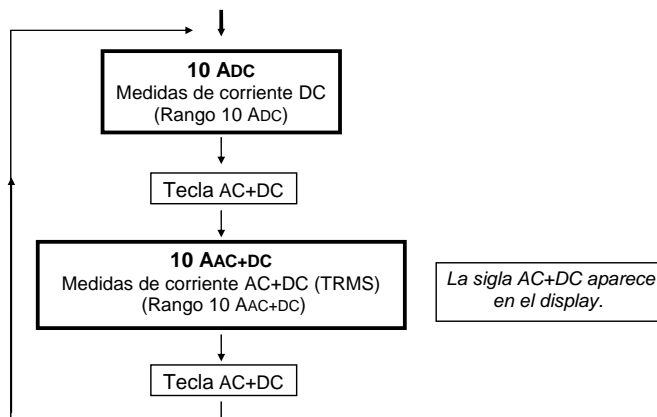 10 ADC
Medidas de corriente DC
(Rango 10 ADC)
Tecla AC+DC
10 AAC+DC
Medidas de corriente AC+DC (TRMS)
(Rango 10 AAC+DC)
La sigla AC+DC aparece
en el display.
Tecla AC+DC